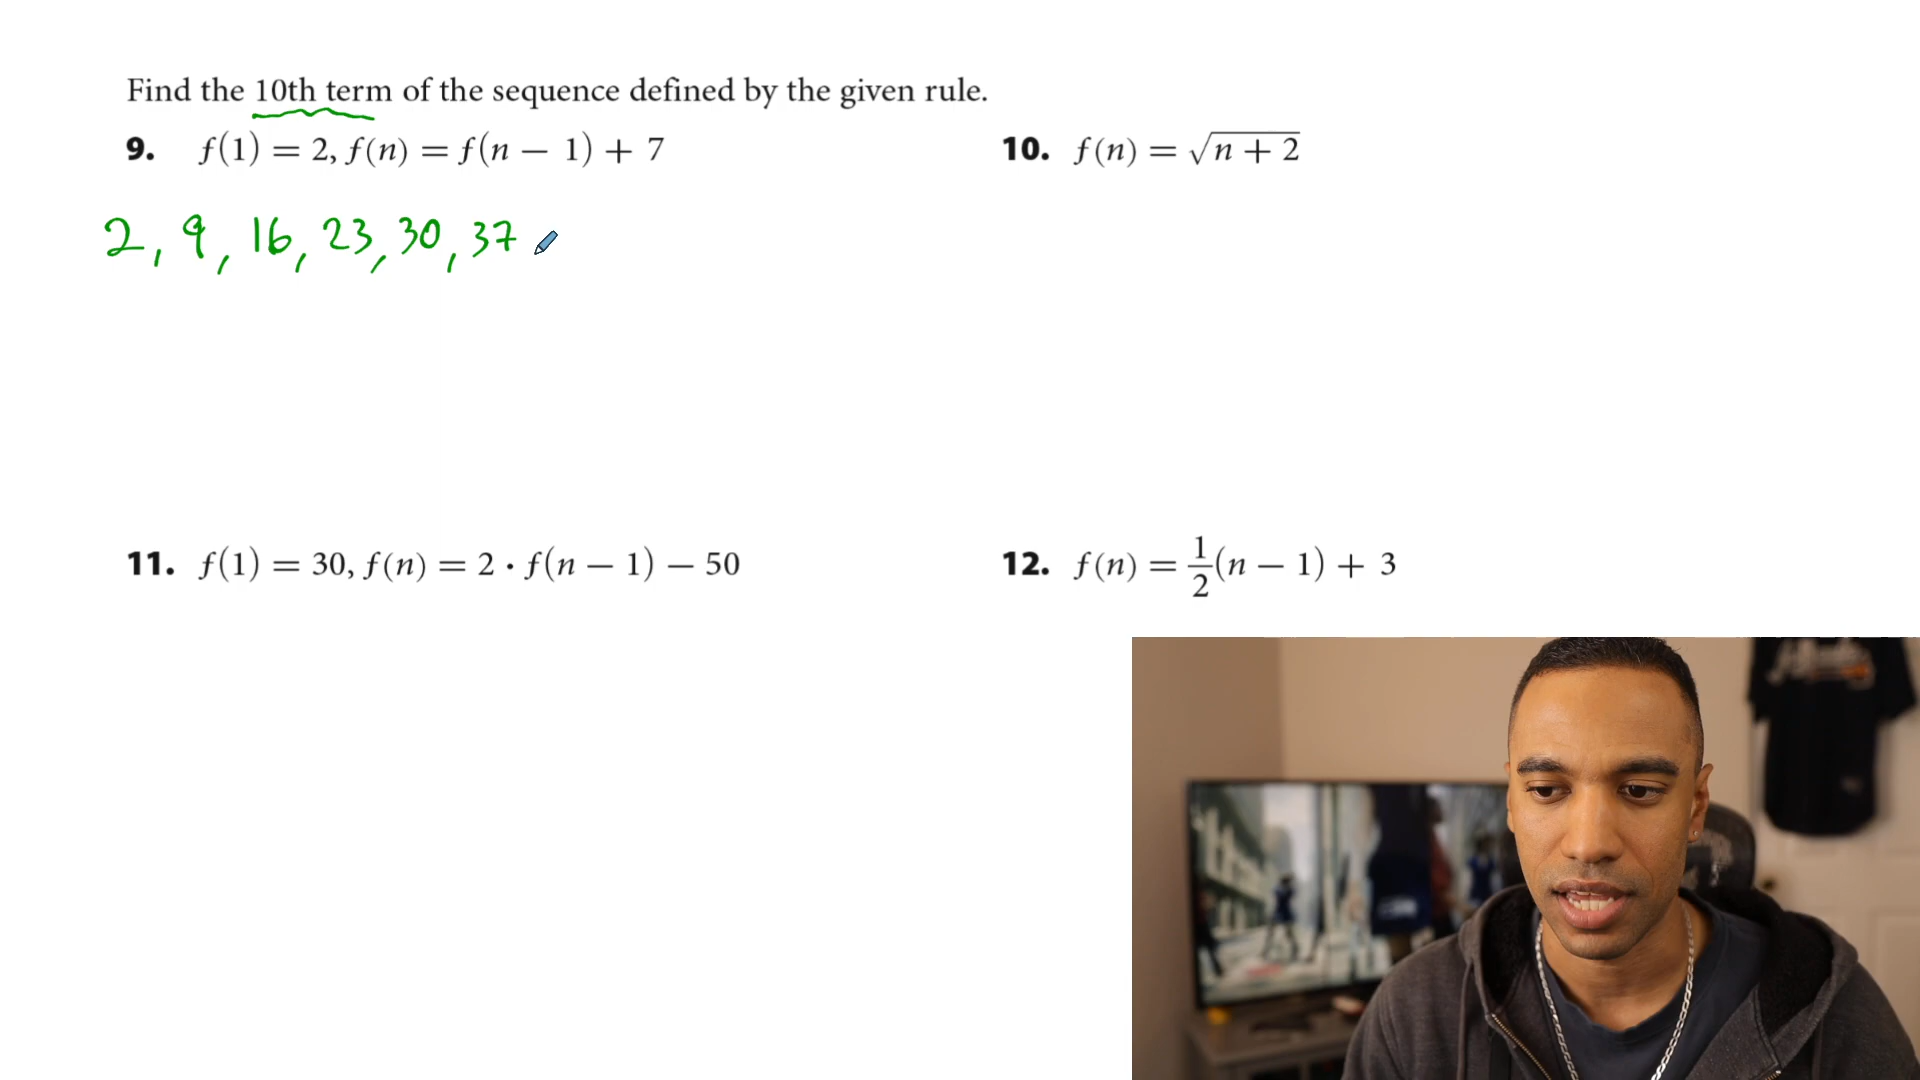 Find the 10th term of the sequence defined by the given rule.
9. f(1) = 2, f(n) = f(n − 1) + 7
10. f(n) = √n + 2
2, 9, 16, 23, 30, 37
11. f(1) = 30, f(n) = 2 · f(n − 1) − 50
12. f(n) = 1/2(n − 1) + 3